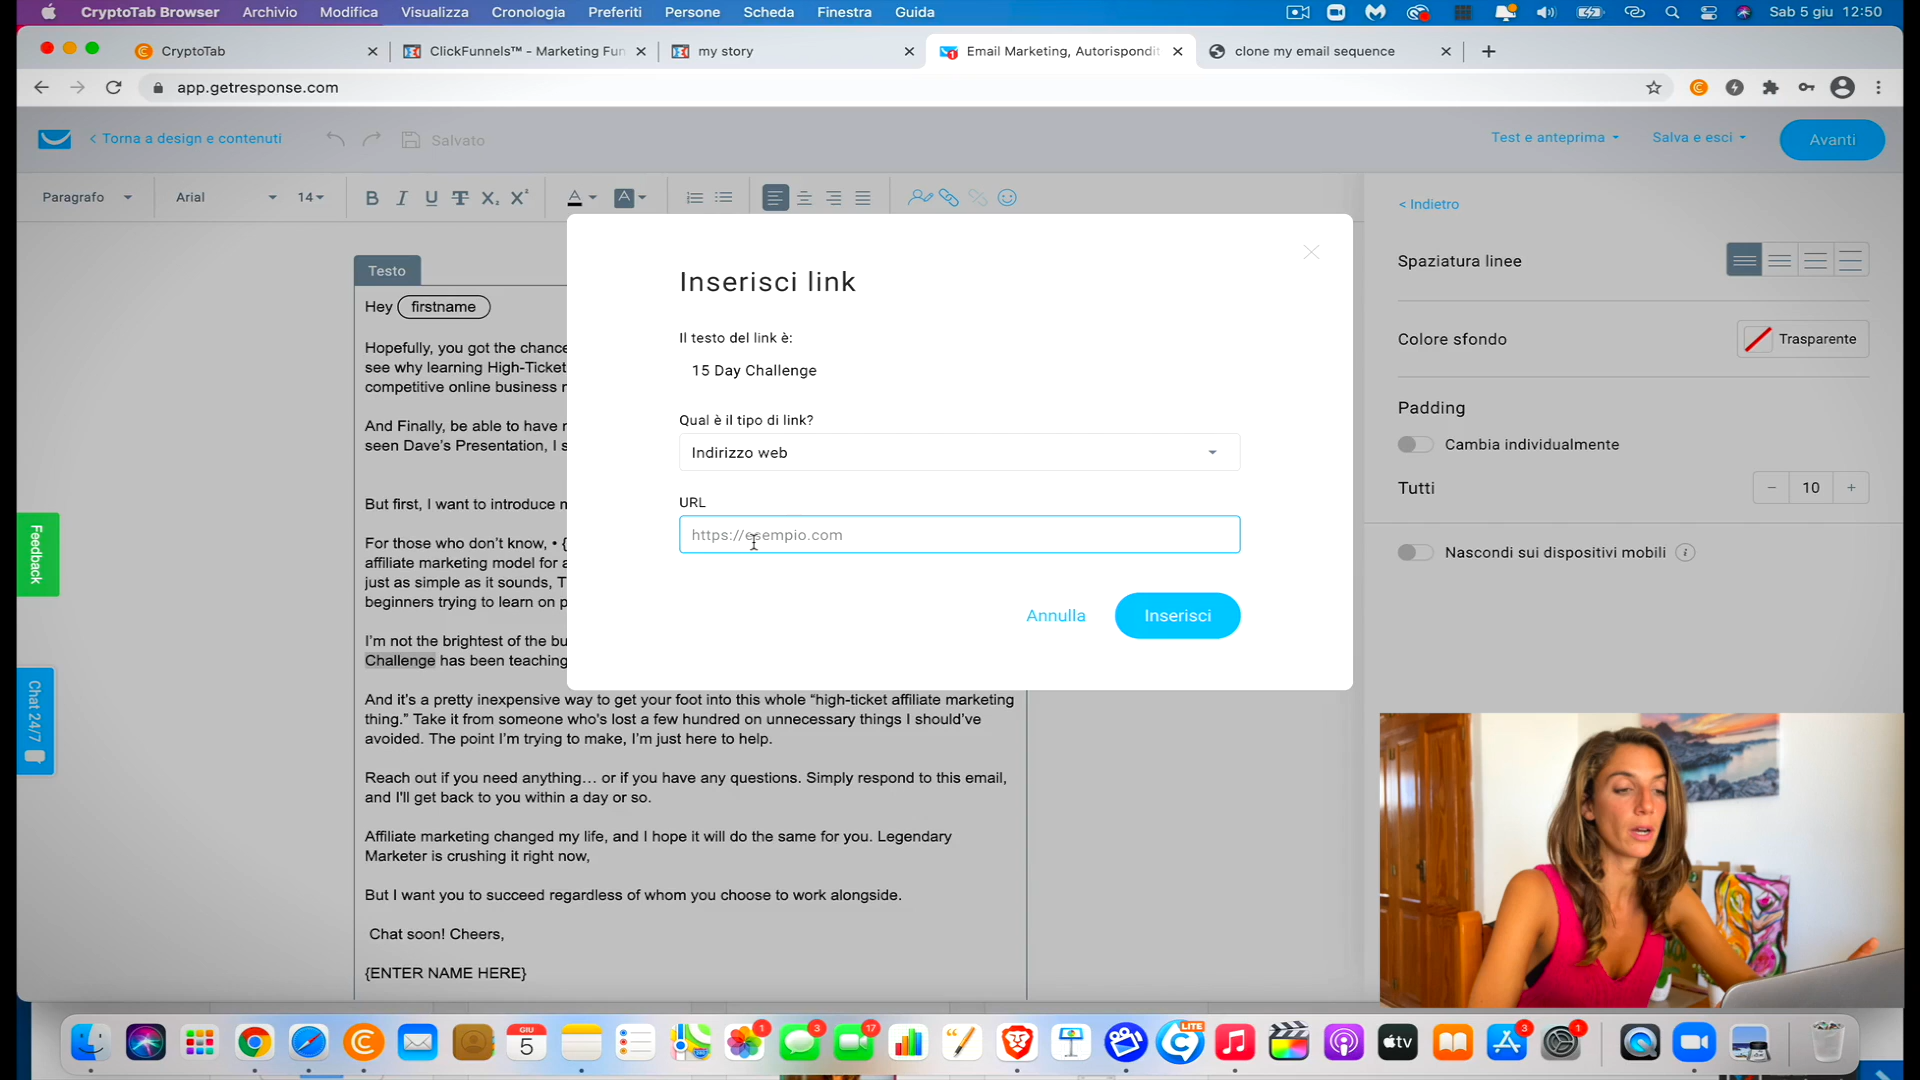 CryptoTab Browser Archivio Modifica Visualizza Cronologia Preferiti Persone Scheda Finestra Guida Sab 5 giu 12:50
CryptoTab ClickFunnels™ - Marketing Fun my story Email Marketing, Autorispondit clone my email sequence
app.getresponse.com
< Torna a design e contenuti Salvato Test e anteprima Salva e esci Avanti
Paragrafo Arial 14
< Indietro
Testo
Hey firstname
Hopefully, you got the chance
see why learning High-Ticket
competitive online business
And Finally, be able to have
seen Dave's Presentation, I
But first, I want to introduce
For those who don't know, • {
affiliate marketing model for
just as simple as it sounds,
beginners trying to learn on
I'm not the brightest of the
Challenge has been teaching
And it's a pretty inexpensive way to get your foot into this whole “high-ticket affiliate marketing
thing.” Take it from someone who's lost a few hundred on unnecessary things I should've
avoided. The point I'm trying to make, I'm just here to help.
Reach out if you need anything… or if you have any questions. Simply respond to this email,
and I'll get back to you within a day or so.
Affiliate marketing changed my life, and I hope it will do the same for you. Legendary
Marketer is crushing it right now,
But I want you to succeed regardless of whom you choose to work alongside.
Chat soon! Cheers,
{ENTER NAME HERE}
Inserisci link
Il testo del link è:
15 Day Challenge
Qual è il tipo di link?
Indirizzo web
URL
https://esempio.com
Annulla Inserisci
Spaziatura linee
Colore sfondo Trasparente
Padding
Cambia individualmente
Tutti 10
Nascondi sui dispositivi mobili
Feedback
Chat 24/7
GIU
5
1
3
17
LITE
tv
3
1